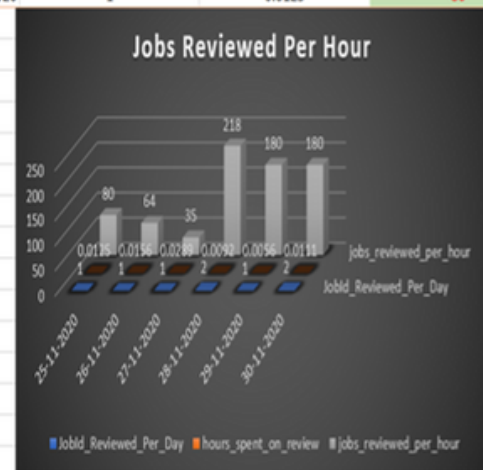 Jobs Reviewed Per Hour
250
200
150
100
50
0
80 64 35 218 180 180
0.0125 0.0156 0.0289 0.0092 0.0056 0.0111
1 1 1 2 1 2
jobs_reviewed_per_hour
JobId_Reviewed_Per_Day
25-11-2020 26-11-2020 27-11-2020 28-11-2020 29-11-2020 30-11-2020
JobId_Reviewed_Per_Day hours_spent_on_review jobs_reviewed_per_hour